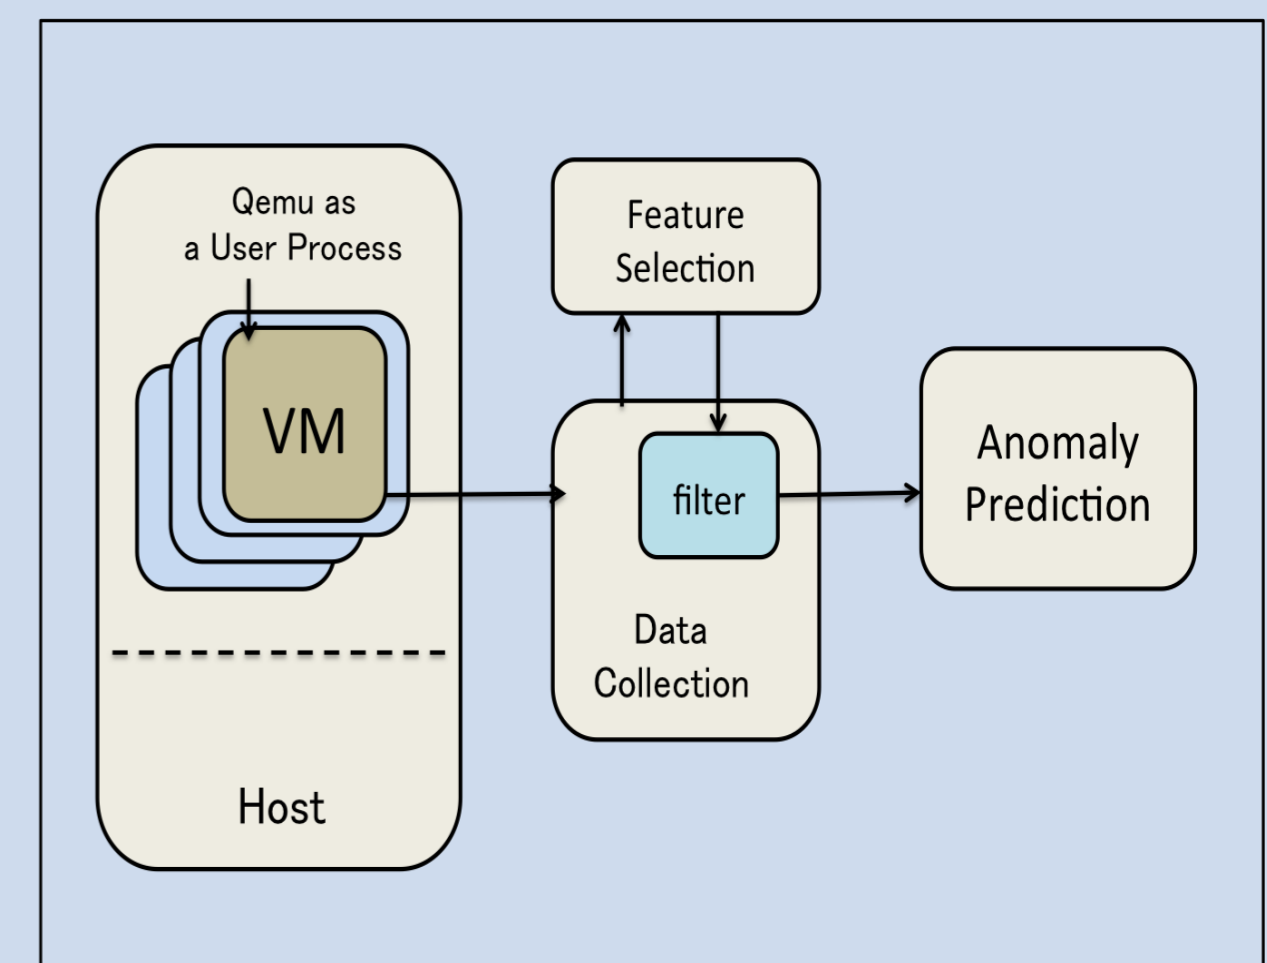 Qemu as
a User Process
VM
Host
Feature
Selection
filter
Data
Collection
Anomaly
Prediction